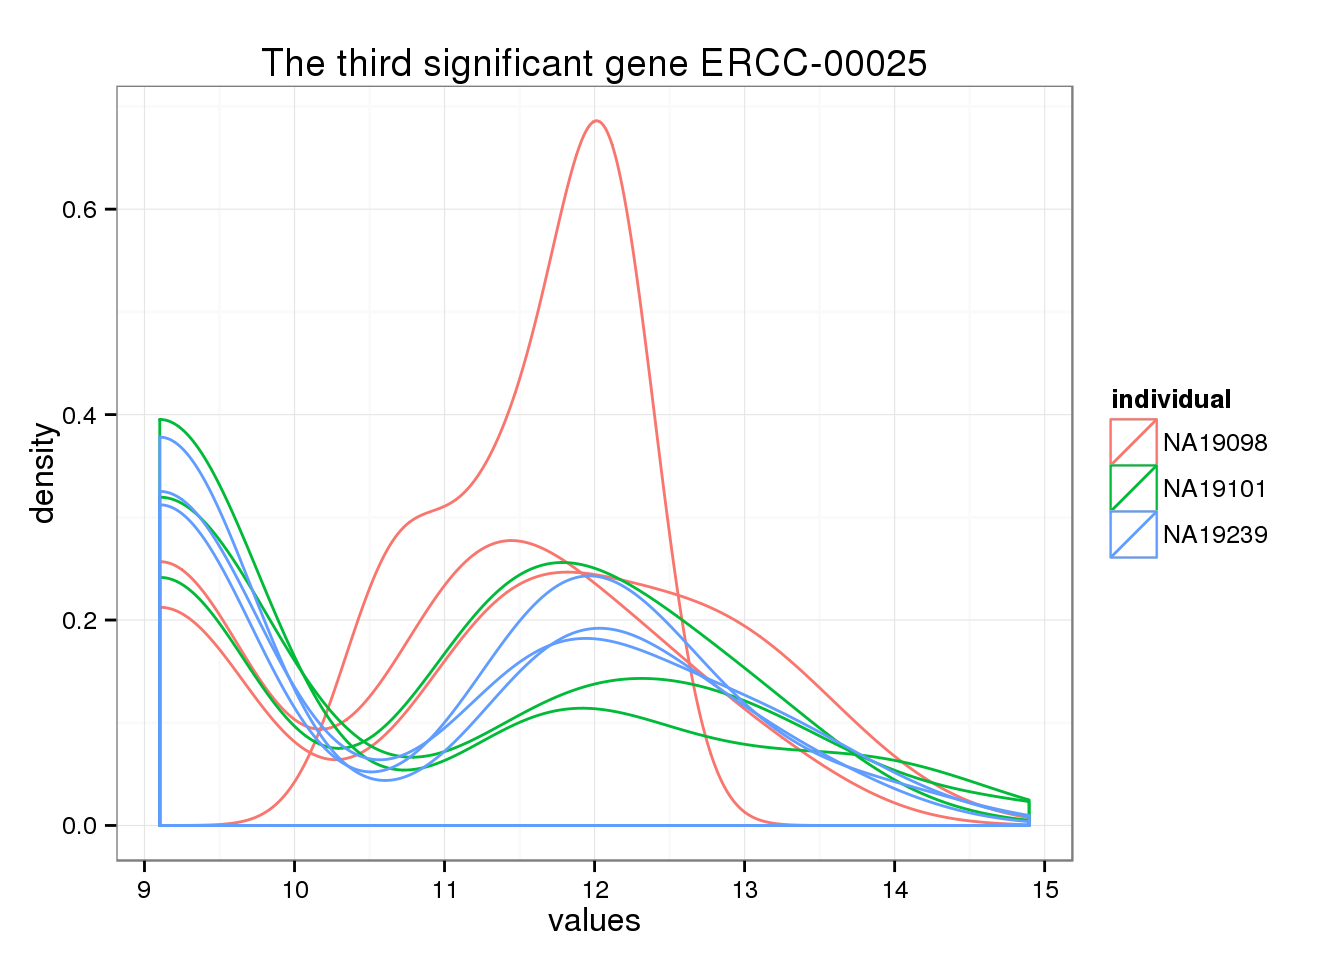 The third significant gene ERCC-00025
0.6
0.4
0.2
0.0
density
9 10 11 12 13 14 15
values
individual
NA19098
NA19101
NA19239